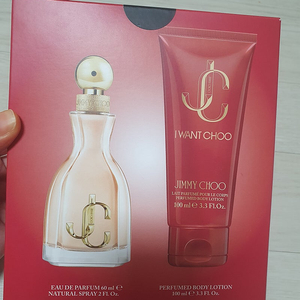 JC
I WANT CHOO
JIMMY CHOO
LAIT PARFUMÉ POUR LE CORPS
PERFUMED BODY LOTION
100 ml ℮ 3.3 FL.Oz.
JC
EAU DE PARFUM 60 ml ℮
NATURAL SPRAY 2 FL. Oz.
PERFUMED BODY LOTION
100 ml ℮ 3.3 FL.Oz.